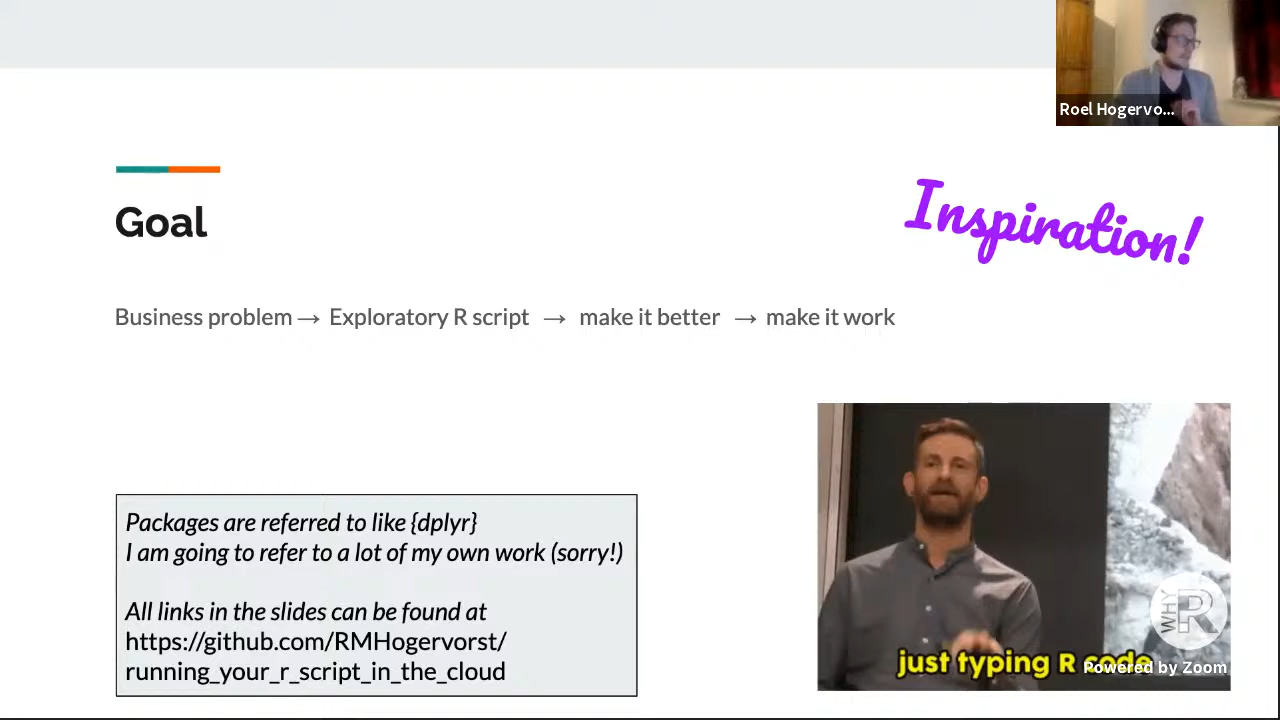 Roel Hogervo...
Goal
Inspiration!
Business problem → Exploratory R script → make it better → make it work
Packages are referred to like {dplyr}
I am going to refer to a lot of my own work (sorry!)
All links in the slides can be found at
https://github.com/RMHogervorst/
running_your_r_script_in_the_cloud
WHY R
just typing R code
Powered by Zoom